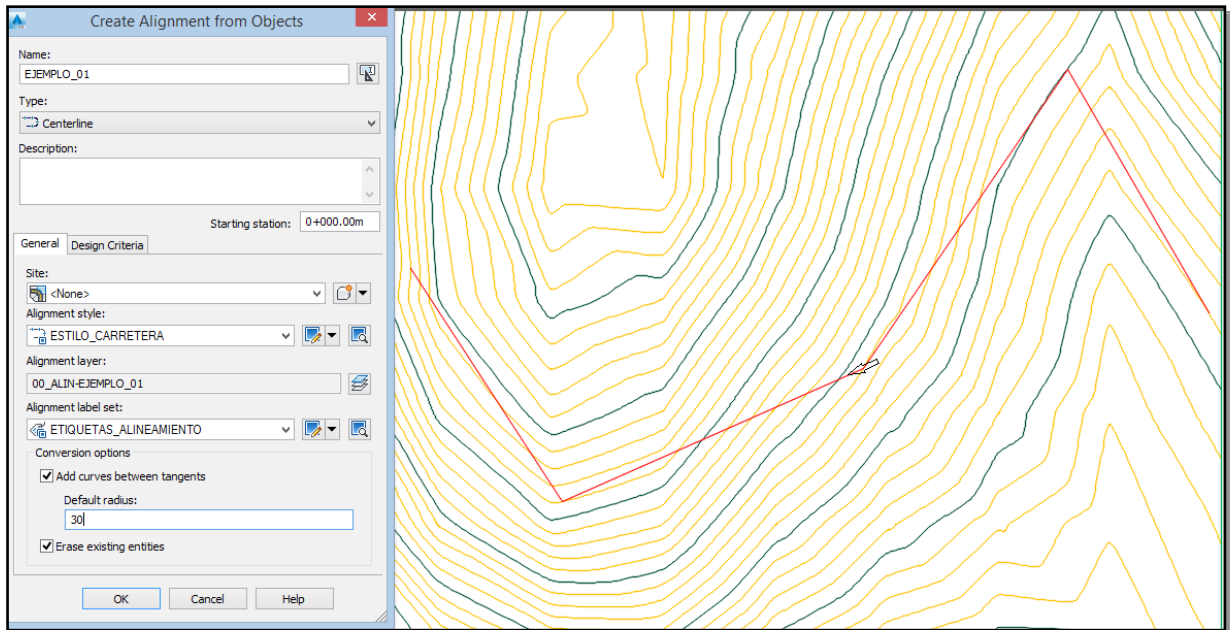 Create Alignment from Objects
Name:
EJEMPLO_01
Type:
Centerline
Description:
Starting station: 0+000.00m
General Design Criteria
Site:
<None>
Alignment style:
ESTILO_CARRETERA
Alignment layer:
00_ALIN-EJEMPLO_01
Alignment label set:
ETIQUETAS_ALINEAMIENTO
Conversion options
Add curves between tangents
Default radius:
30
Erase existing entities
OK Cancel Help